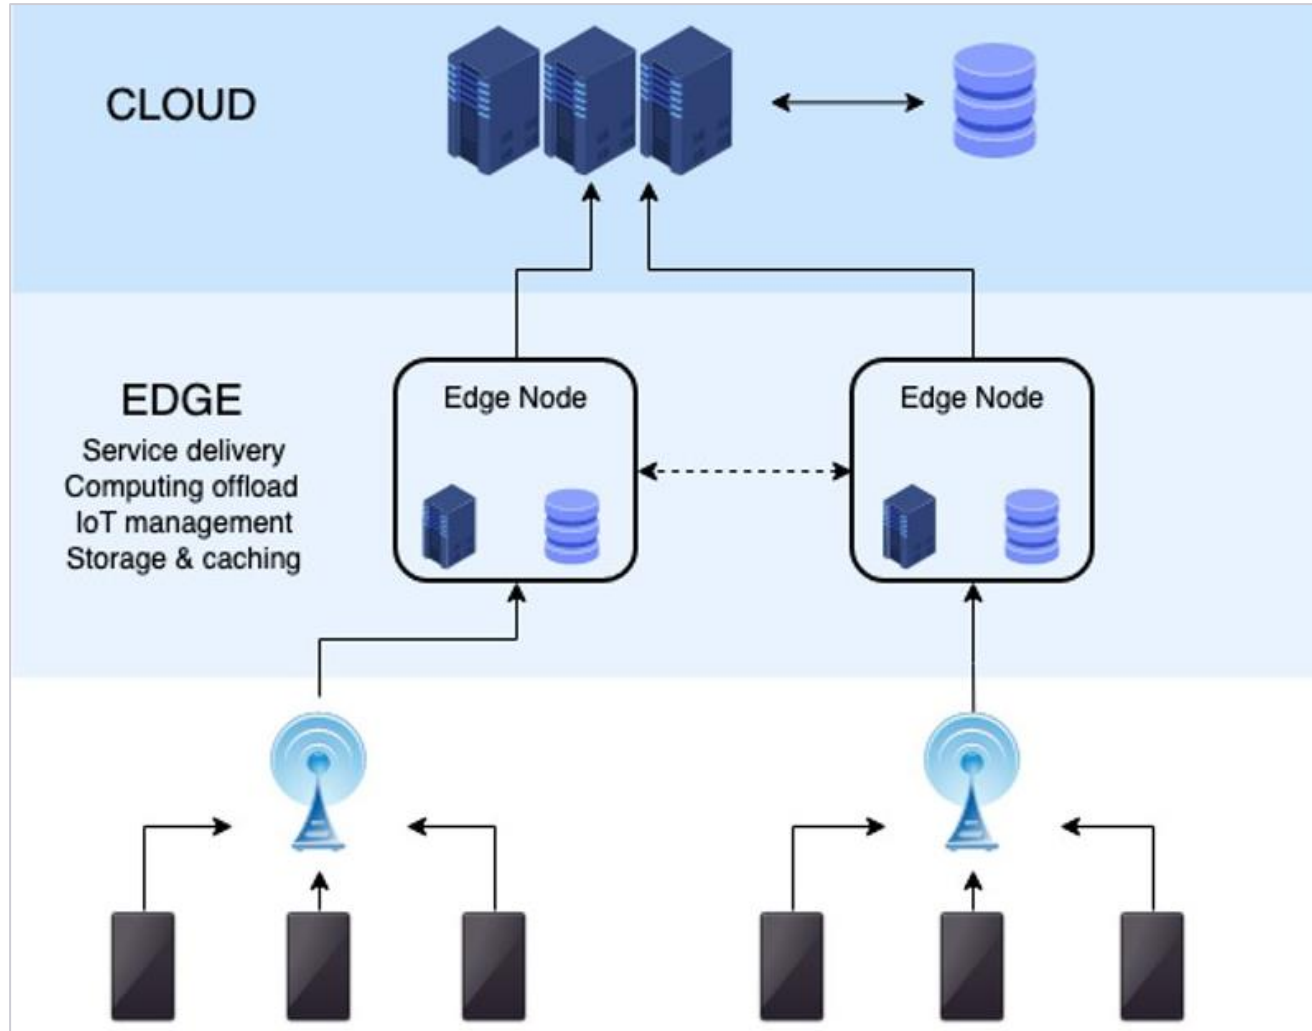 CLOUD
EDGE
Service delivery
Computing offload
IoT management
Storage & caching
Edge Node
Edge Node